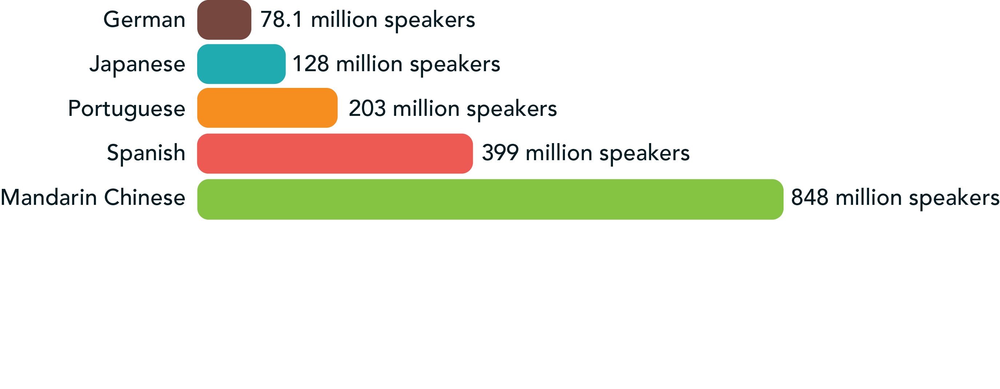 German 78.1 million speakers
Japanese 128 million speakers
Portuguese 203 million speakers
Spanish 399 million speakers
Mandarin Chinese 848 million speakers